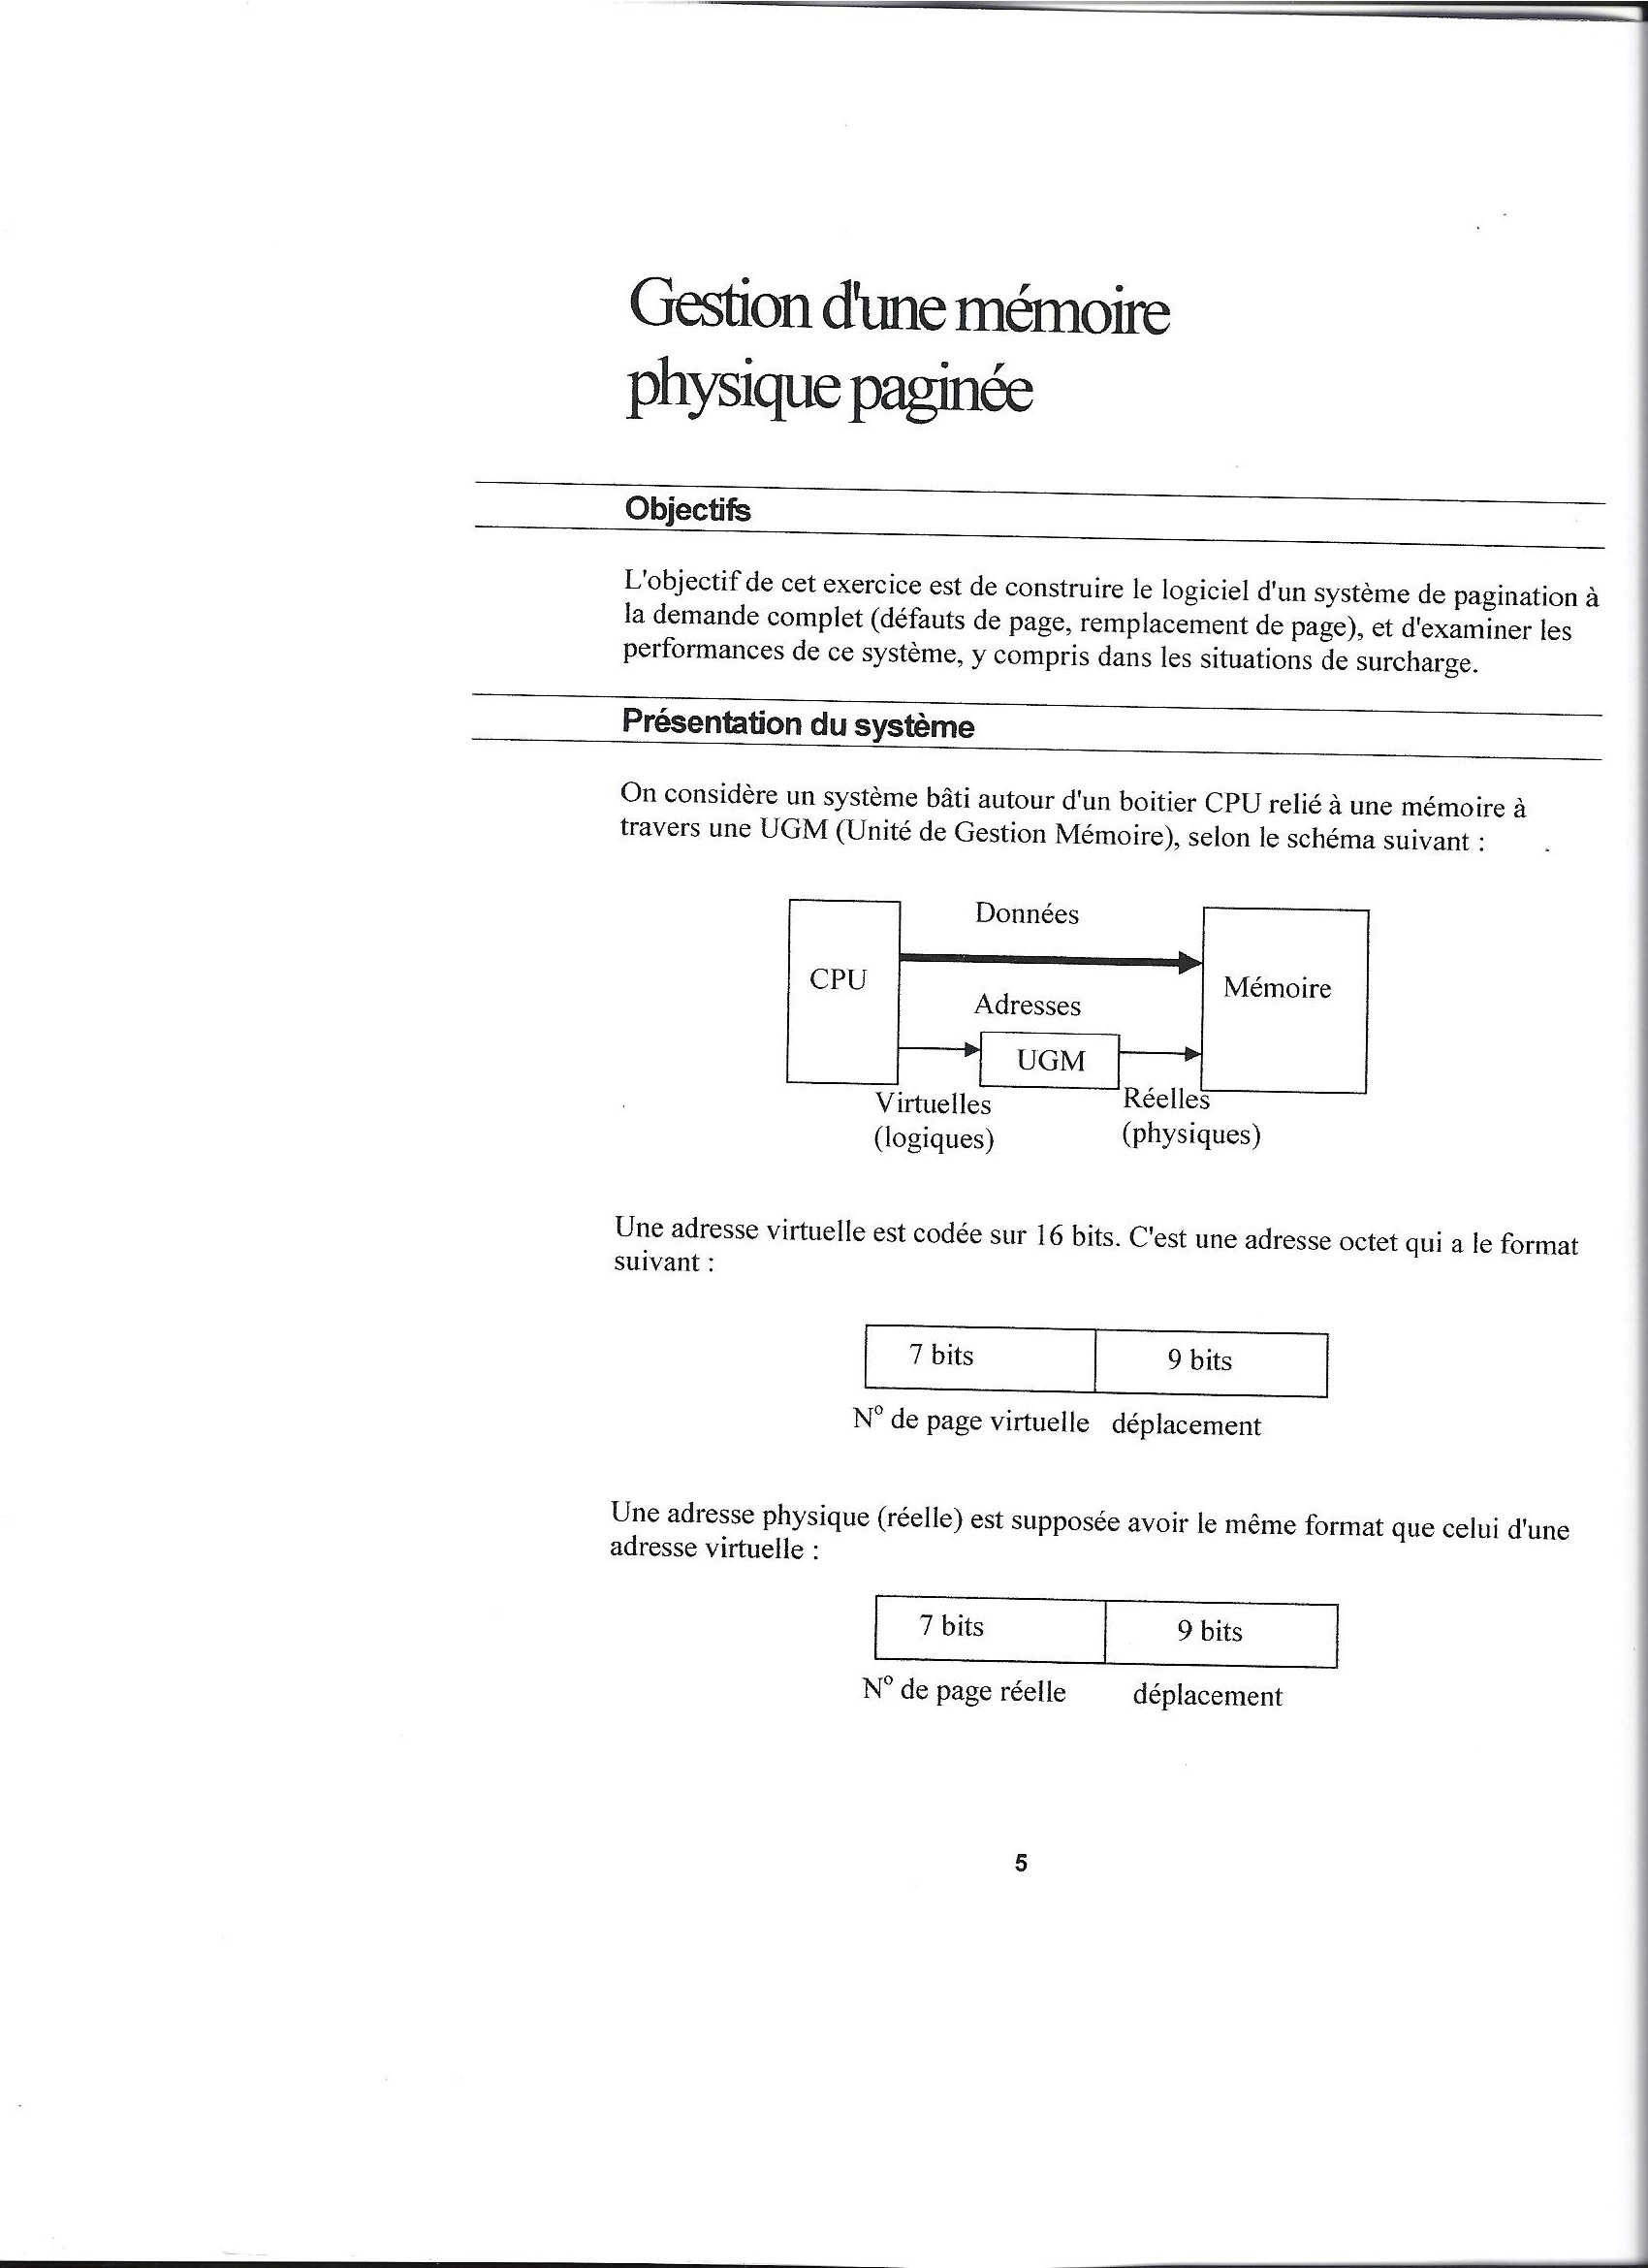 Gestion d'une mémoire
physique paginée
Objectifs
L'objectif de cet exercice est de construire le logiciel d'un système de pagination à
la demande complet (défauts de page, remplacement de page), et d'examiner les
performances de ce système, y compris dans les situations de surcharge.
Présentation du système
On considère un système bâti autour d'un boitier CPU relié à une mémoire à
travers une UGM (Unité de Gestion Mémoire), selon le schéma suivant :
Données
CPU
Mémoire
Adresses
UGM
Virtuelles
(logiques)
Réelles
(physiques)
Une adresse virtuelle est codée sur 16 bits. C'est une adresse octet qui a le format
suivant :
7 bits 9 bits
N° de page virtuelle déplacement
Une adresse physique (réelle) est supposée avoir le même format que celui d'une
adresse virtuelle :
7 bits 9 bits
N° de page réelle déplacement
5